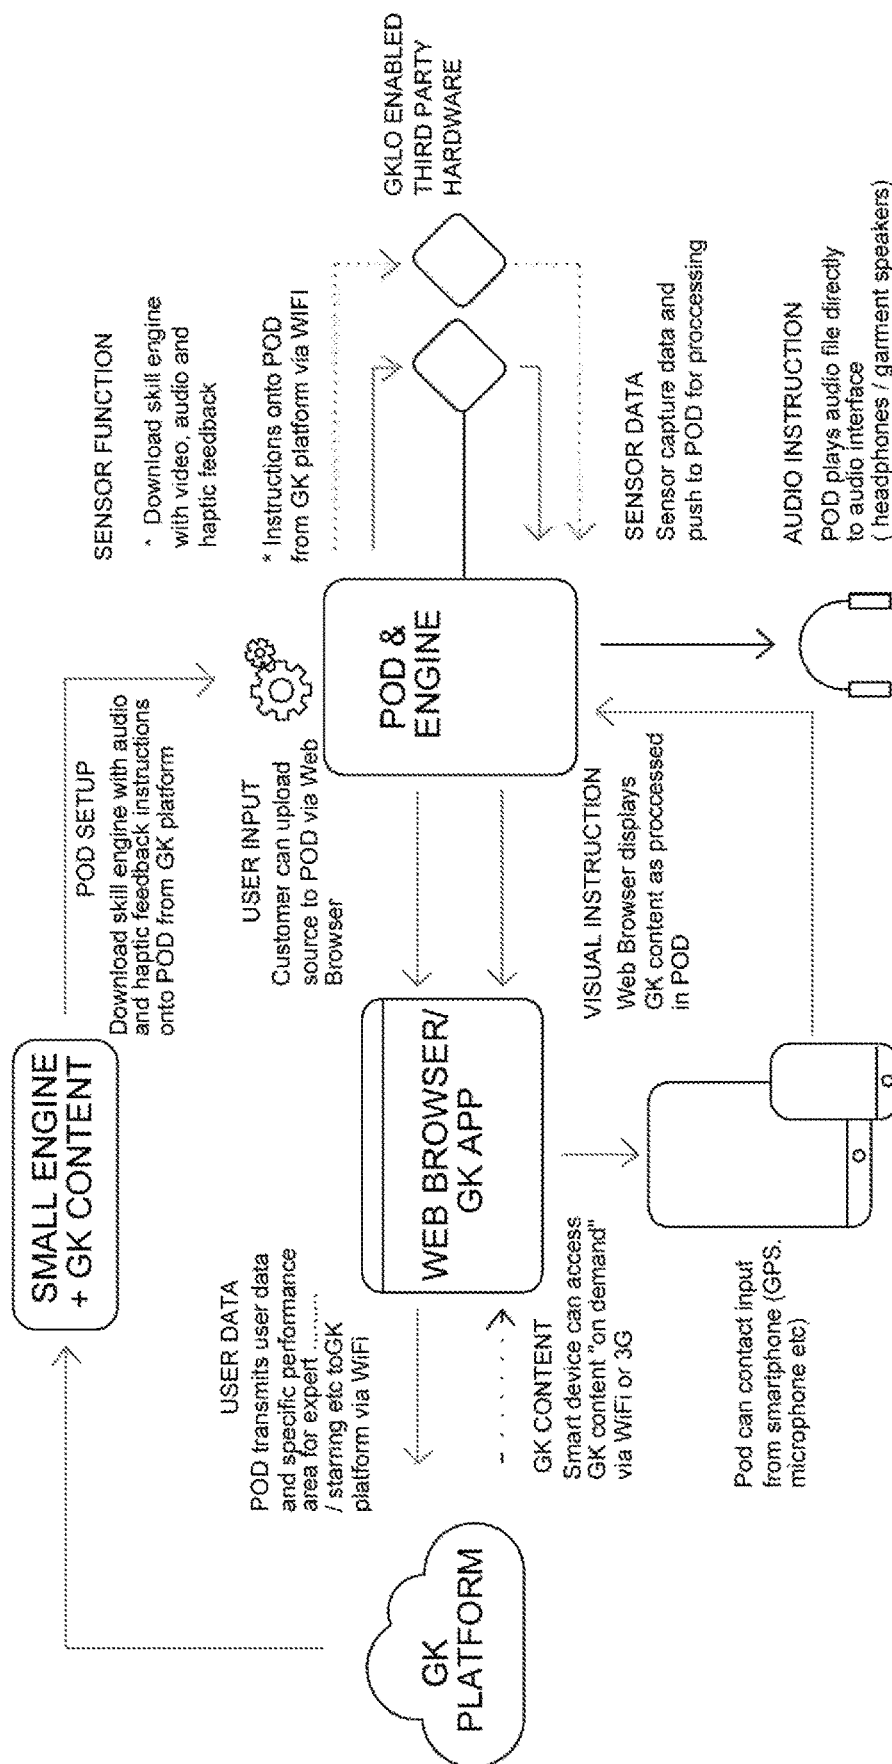 SMALL ENGINE
+ GK CONTENT
POD SETUP
Download skill engine with audio
and haptic feedback instructions
onto POD from GK platform
SENSOR FUNCTION
* Download skill engine
with video, audio and
haptic feedback
* Instructions onto POD
from GK platform via WIFI
GKLO ENABLED
THIRD PARTY
HARDWARE
USER DATA
POD transmits user data
and specific performance
area for expert .........
/ starring etc toGK
platform via WiFi
USER INPUT
Customer can upload
source to POD via Web
Browser
GK
PLATFORM
WEB BROWSER/
GK APP
POD &
ENGINE
GK CONTENT
Smart device can access
GK content "on demand"
via WiFi or 3G
VISUAL INSTRUCTION
Web Browser displays
GK content as proccessed
in POD
SENSOR DATA
Sensor capture data and
push to POD for proccessing
Pod can contact input
from smartphone (GPS.
microphone etc)
AUDIO INSTRUCTION
POD plays audio file directly
to audio interface
( headphones / garment speakers)